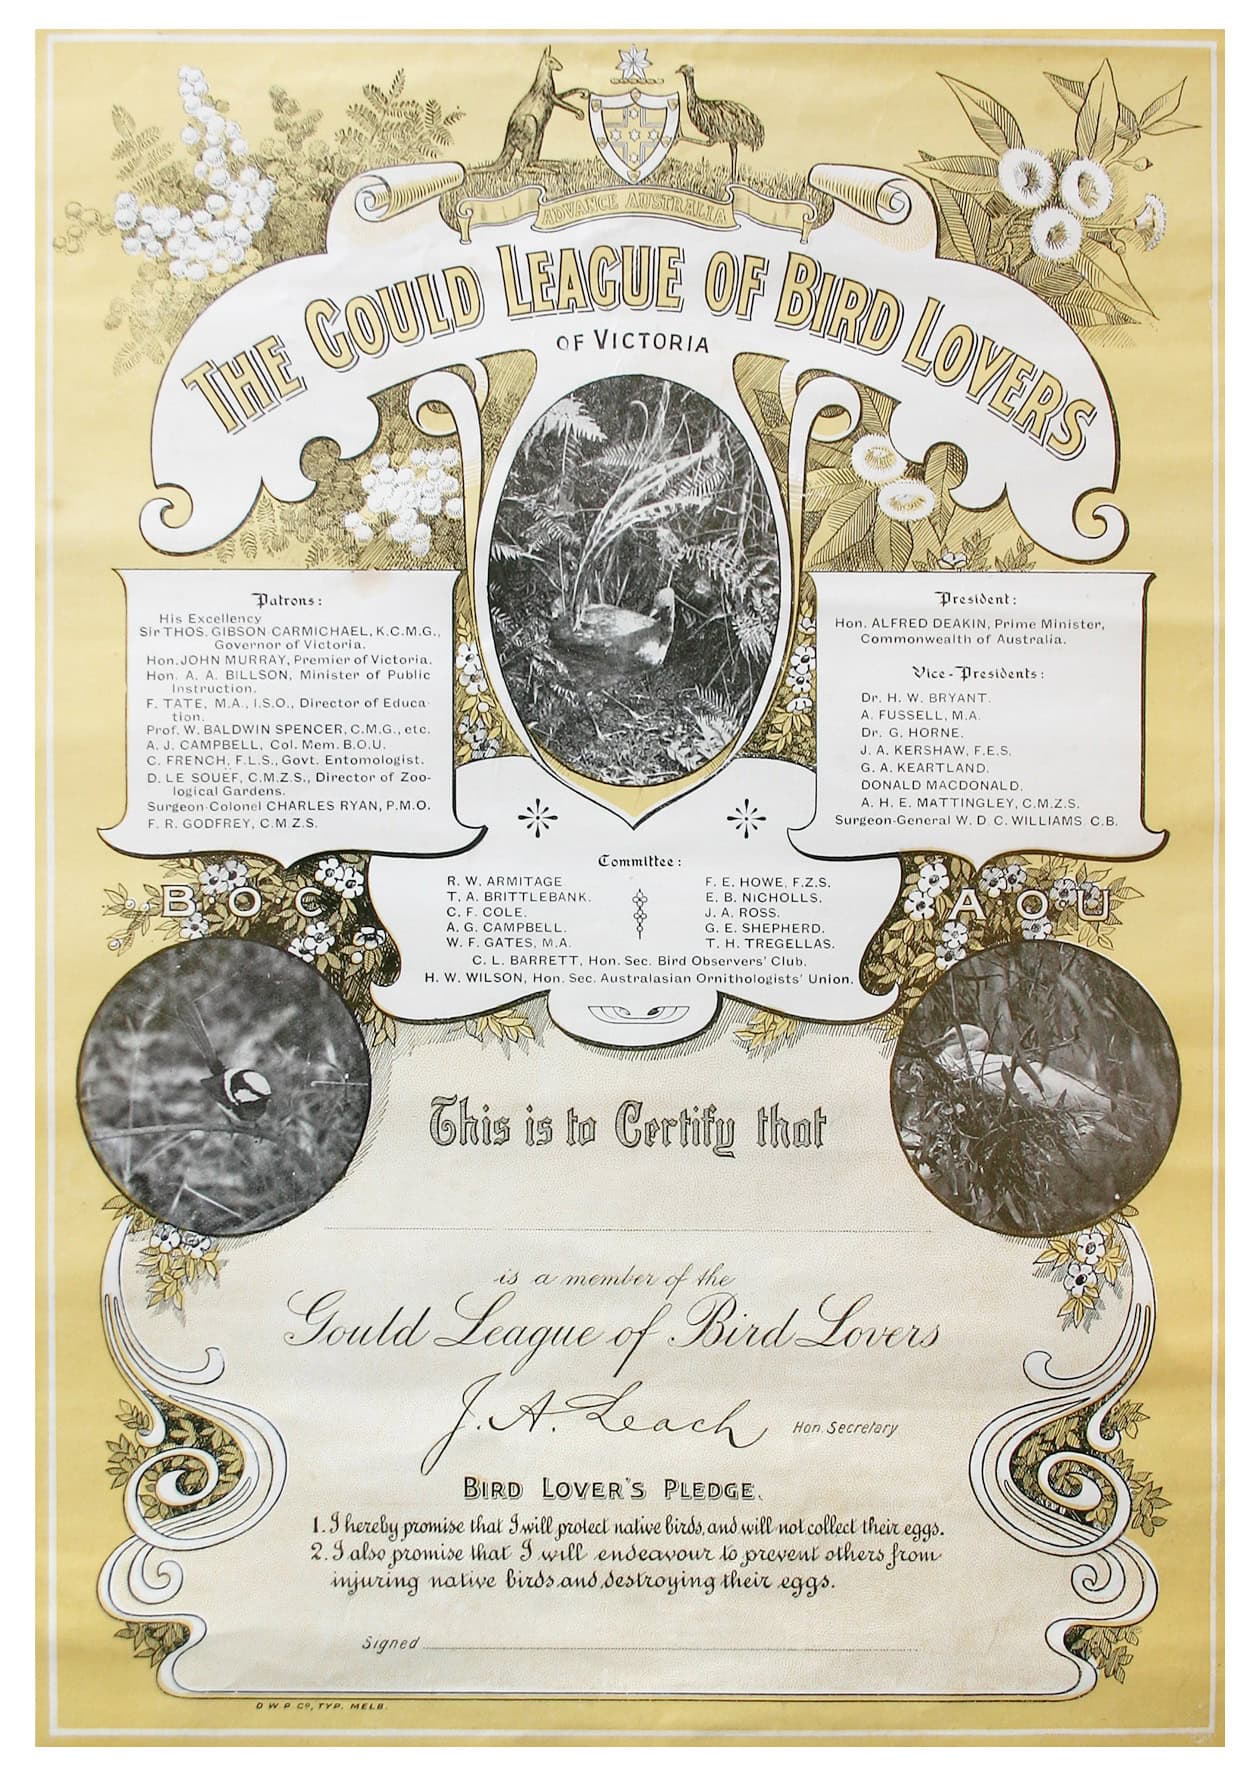 ADVANCE AUSTRALIA
THE GOULD LEAGUE OF BIRD LOVERS
OF VICTORIA
Patrons:
His Excellency
Sir THOS. GIBSON CARMICHAEL, K.C.M.G.,
Governor of Victoria.
Hon. JOHN MURRAY, Premier of Victoria.
Hon. A. A. BILLSON, Minister of Public
Instruction.
F. TATE, M.A., I.S.O., Director of Educa-
tion.
Prof. W. BALDWIN SPENCER, C.M.G., etc.
A. J. CAMPBELL, Col. Mem. B.O.U.
C. FRENCH, F.L.S., Govt. Entomologist.
D. LE SOUËF, C.M.Z.S., Director of Zoo-
logical Gardens.
Surgeon-Colonel CHARLES RYAN, P.M.O.
F. R. GODFREY, C.M.Z.S.
President:
Hon. ALFRED DEAKIN, Prime Minister,
Commonwealth of Australia.
Vice-Presidents:
Dr. H. W. BRYANT.
A. FUSSELL, M.A.
Dr. G. HORNE.
J. A. KERSHAW, F.E.S.
G. A. KEARTLAND.
DONALD MACDONALD.
A. H. E. MATTINGLEY, C.M.Z.S.
Surgeon-General W. D. C. WILLIAMS C.B.
Committee:
R. W. ARMITAGE
T. A. BRITTLEBANK.
C. F. COLE.
A. G. CAMPBELL.
W. F. GATES, M.A.
F. E. HOWE, F.Z.S.
E. B. NICHOLLS.
J. A. ROSS.
G. E. SHEPHERD.
T. H. TREGELLAS.
C. L. BARRETT, Hon. Sec. Bird Observers' Club.
H. W. WILSON, Hon. Sec. Australasian Ornithologists' Union.
B.O.C
A.O.U
This is to Certify that
is a member of the
Gould League of Bird Lovers
J. A. Leach Hon. Secretary
BIRD LOVER'S PLEDGE.
1. I hereby promise that I will protect native birds, and will not collect their eggs.
2. I also promise that I will endeavour to prevent others from
injuring native birds and destroying their eggs.
Signed
D W P Co, TYP. MELB.